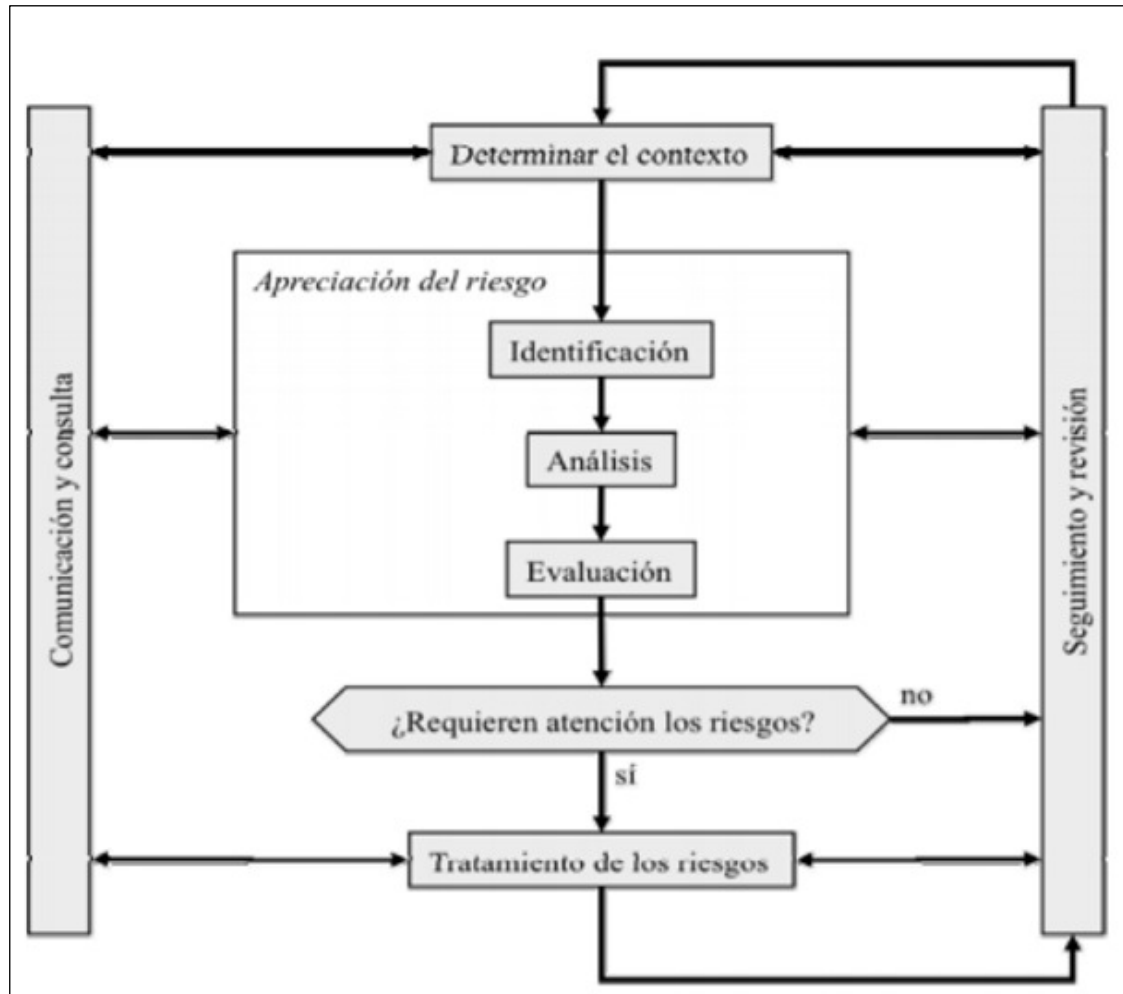 Determinar el contexto
Apreciación del riesgo
Identificación
Análisis
Evaluación
Comunicación y consulta
Seguimiento y revisión
¿Requieren atención los riesgos?
no
sí
Tratamiento de los riesgos